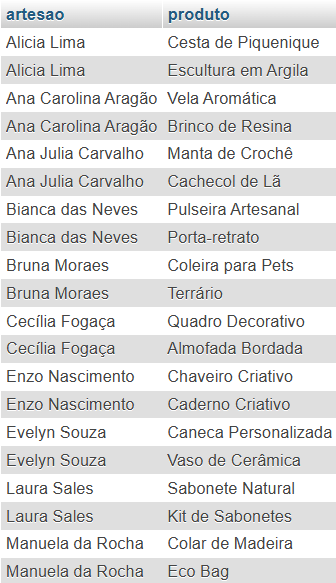 artesao produto
Alicia Lima Cesta de Piquenique
Alicia Lima Escultura em Argila
Ana Carolina Aragão Vela Aromática
Ana Carolina Aragão Brinco de Resina
Ana Julia Carvalho Manta de Crochê
Ana Julia Carvalho Cachecol de Lã
Bianca das Neves Pulseira Artesanal
Bianca das Neves Porta-retrato
Bruna Moraes Coleira para Pets
Bruna Moraes Terrário
Cecília Fogaça Quadro Decorativo
Cecília Fogaça Almofada Bordada
Enzo Nascimento Chaveiro Criativo
Enzo Nascimento Caderno Criativo
Evelyn Souza Caneca Personalizada
Evelyn Souza Vaso de Cerâmica
Laura Sales Sabonete Natural
Laura Sales Kit de Sabonetes
Manuela da Rocha Colar de Madeira
Manuela da Rocha Eco Bag